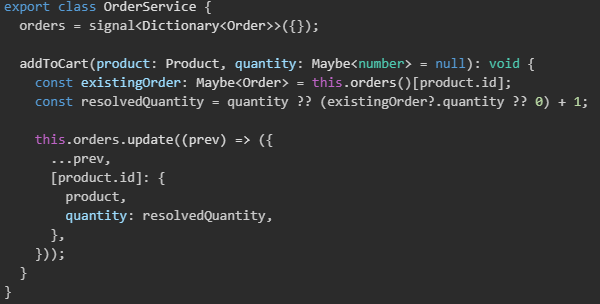 export class OrderService {
  orders = signal<Dictionary<Order>>({});

  addToCart(product: Product, quantity: Maybe<number> = null): void {
    const existingOrder: Maybe<Order> = this.orders()[product.id];
    const resolvedQuantity = quantity ?? (existingOrder?.quantity ?? 0) + 1;

    this.orders.update((prev) => ({
      ...prev,
      [product.id]: {
        product,
        quantity: resolvedQuantity,
      },
    }));
  }
}